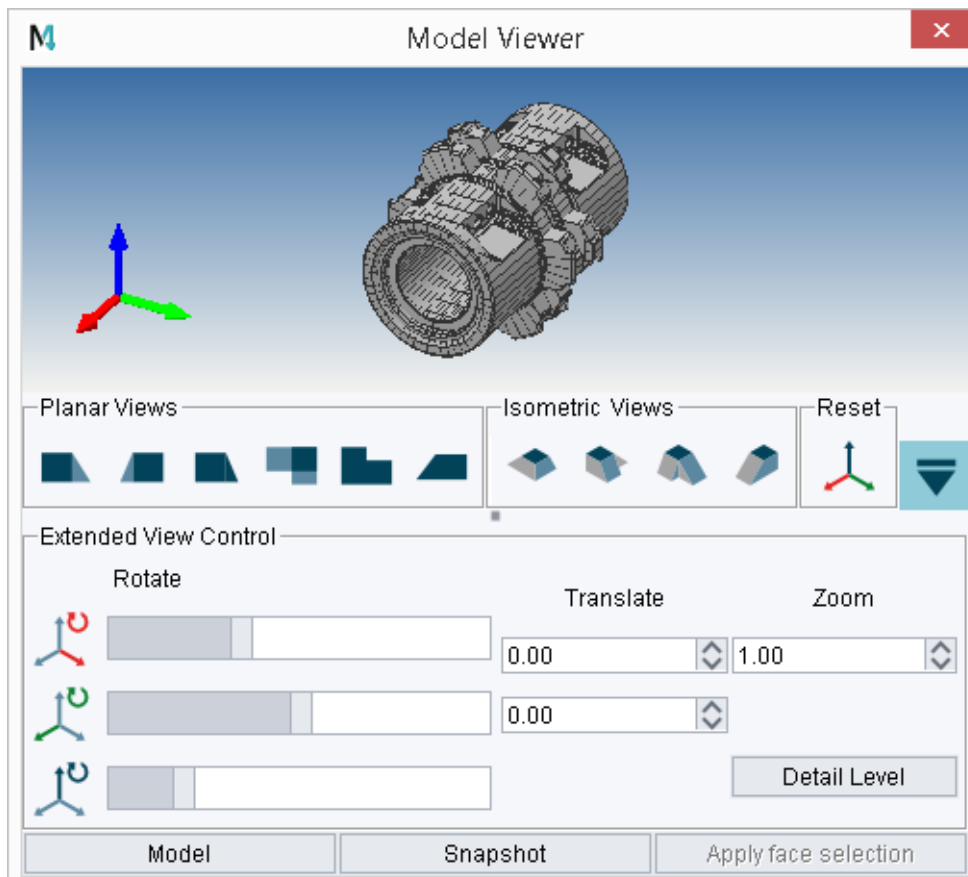 M4
Model Viewer
Planar Views
Isometric Views
Reset
Extended View Control
Rotate
Translate
Zoom
0.00
1.00
0.00
Detail Level
Model
Snapshot
Apply face selection